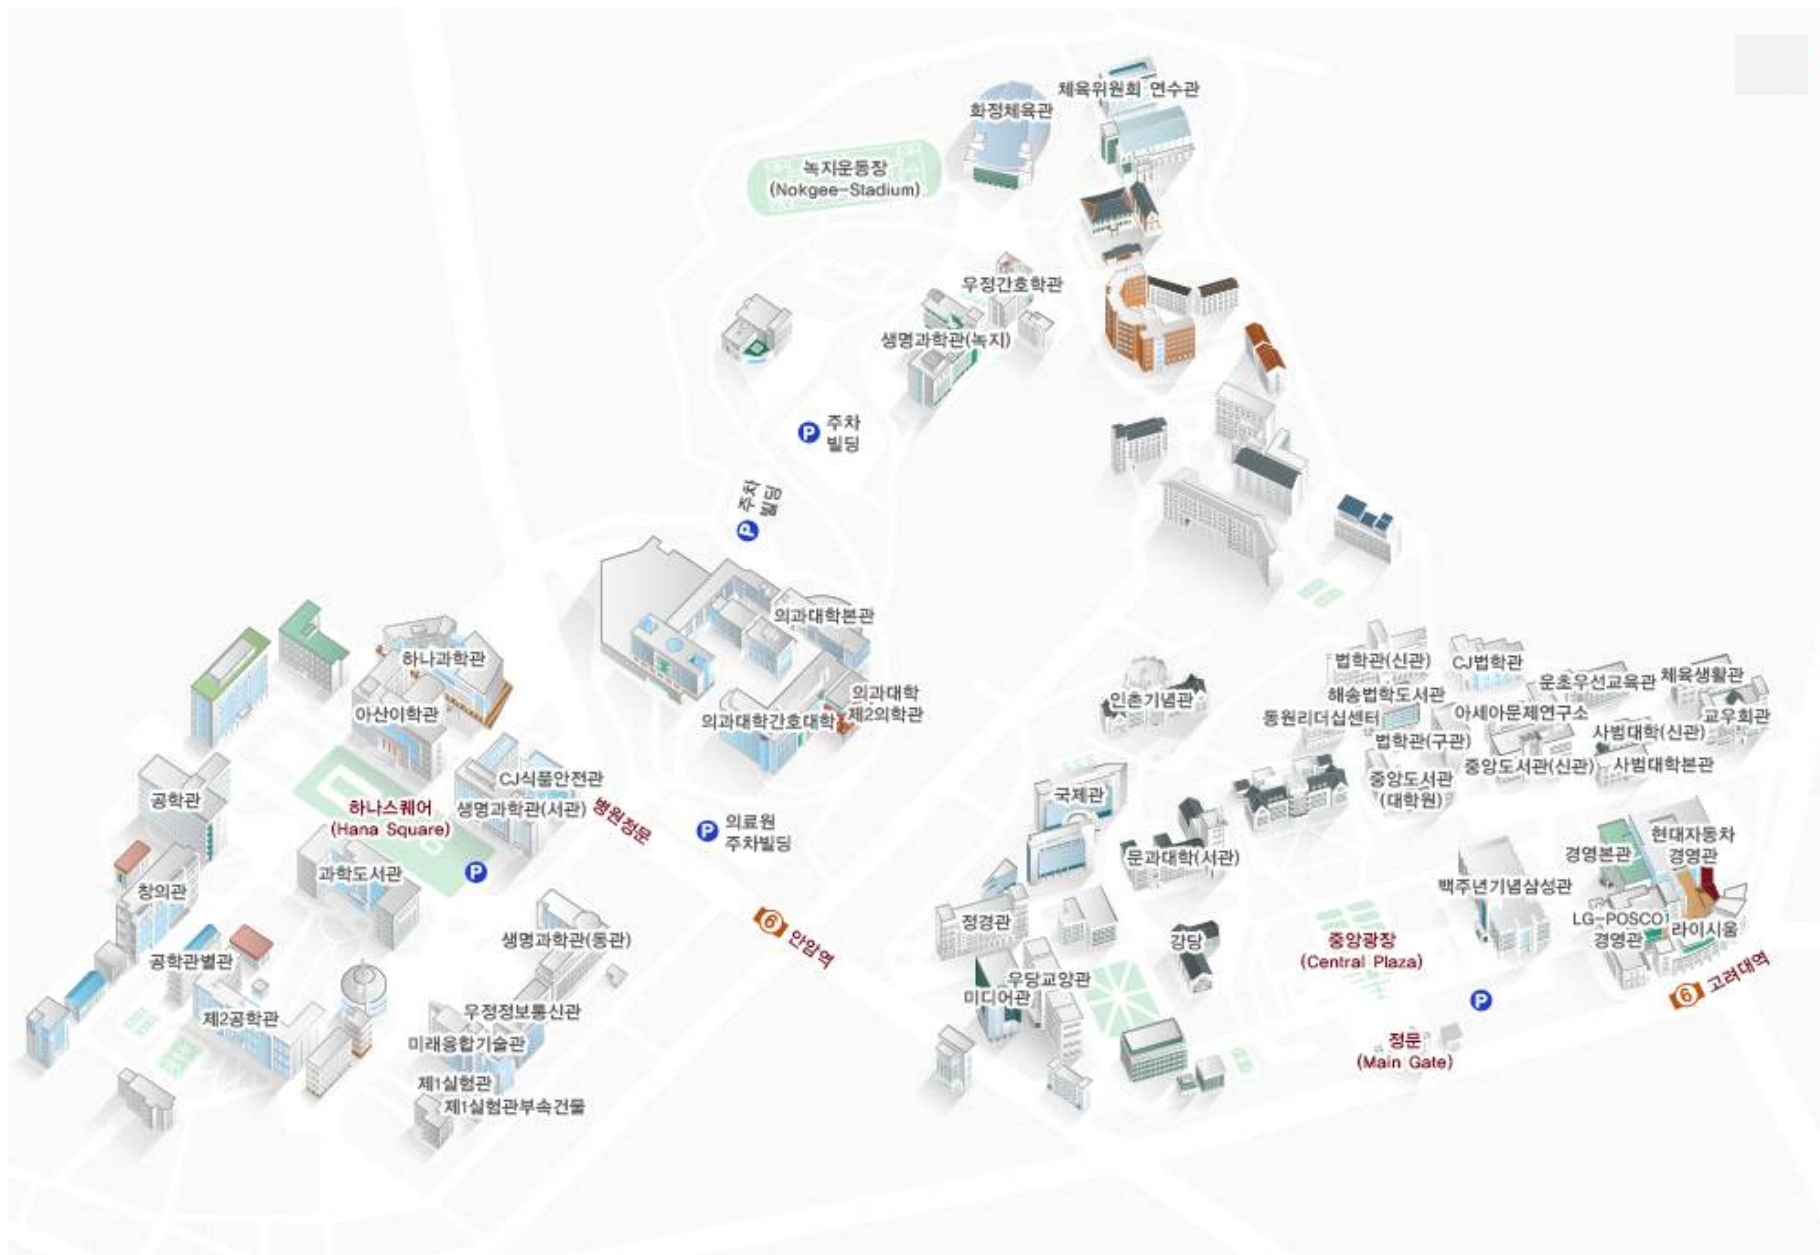 체육위원회 연수관
화정체육관
녹지운동장
(Nokgee-Stadium)
우정간호학관
생명과학관(녹지)
P 주차
빌딩
주차
빌딩
P
의과대학본관
하나과학관
아산이학관
의과대학
제2의학관
의과대학간호대학
법학관(신관)
CJ법학관
운초우선교육관
체육생활관
인촌기념관
해송법학도서관
동원리더십센터
아세아문제연구소
교우회관
법학관(구관)
사범대학(신관)
중앙도서관(신관)
사범대학본관
중앙도서관
(대학원)
CJ식품안전관
생명과학관(서관)
병원정문
공학관
하나스퀘어
(Hana Square)
국제관
P 의료원
주차빌딩
현대자동차
경영관
경영본관
문과대학(서관)
과학도서관
P
창의관
백주년기념삼성관
정경관
LG-POSCO
경영관
라이시움
6 안암역
생명과학관(동관)
강당
중앙광장
(Central Plaza)
공학관별관
우당교양관
미디어관
6 고려대역
P
제2공학관
우정정보통신관
미래융합기술관
정문
(Main Gate)
제1실험관
제1실험관부속건물